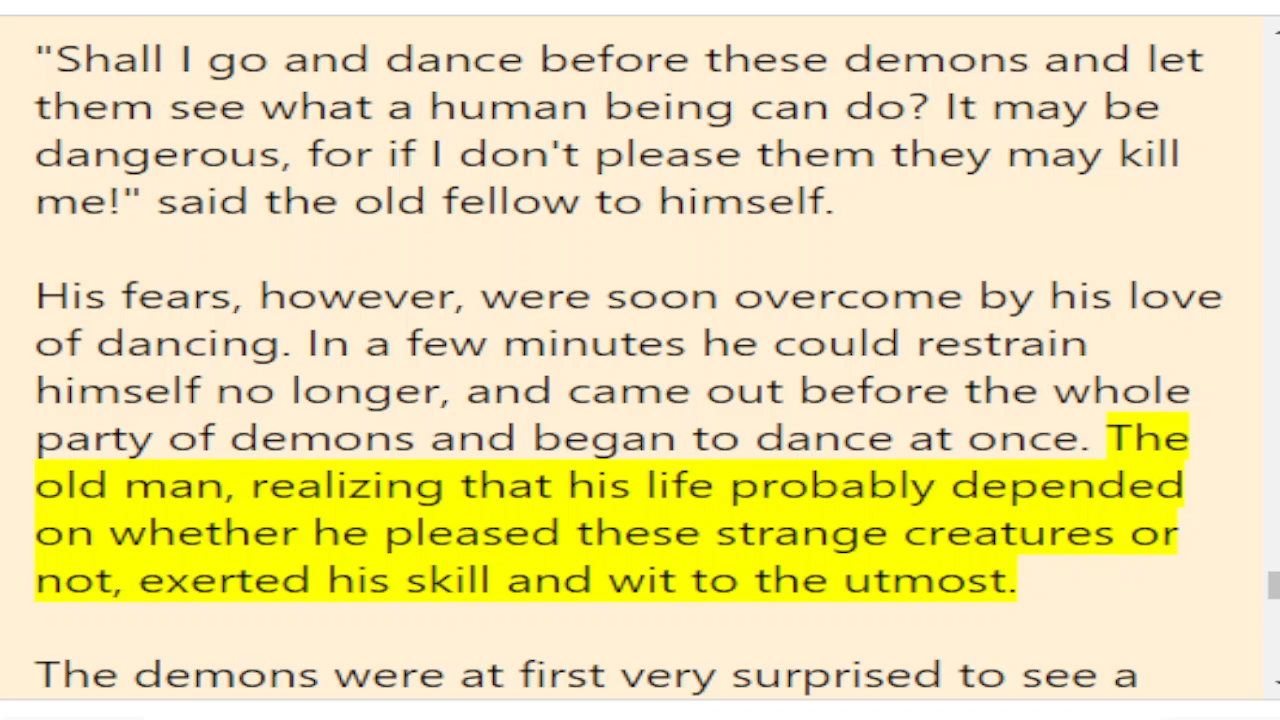 "Shall I go and dance before these demons and let
them see what a human being can do? It may be
dangerous, for if I don't please them they may kill
me!" said the old fellow to himself.
His fears, however, were soon overcome by his love
of dancing. In a few minutes he could restrain
himself no longer, and came out before the whole
party of demons and began to dance at once. The
old man, realizing that his life probably depended
on whether he pleased these strange creatures or
not, exerted his skill and wit to the utmost.
The demons were at first very surprised to see a